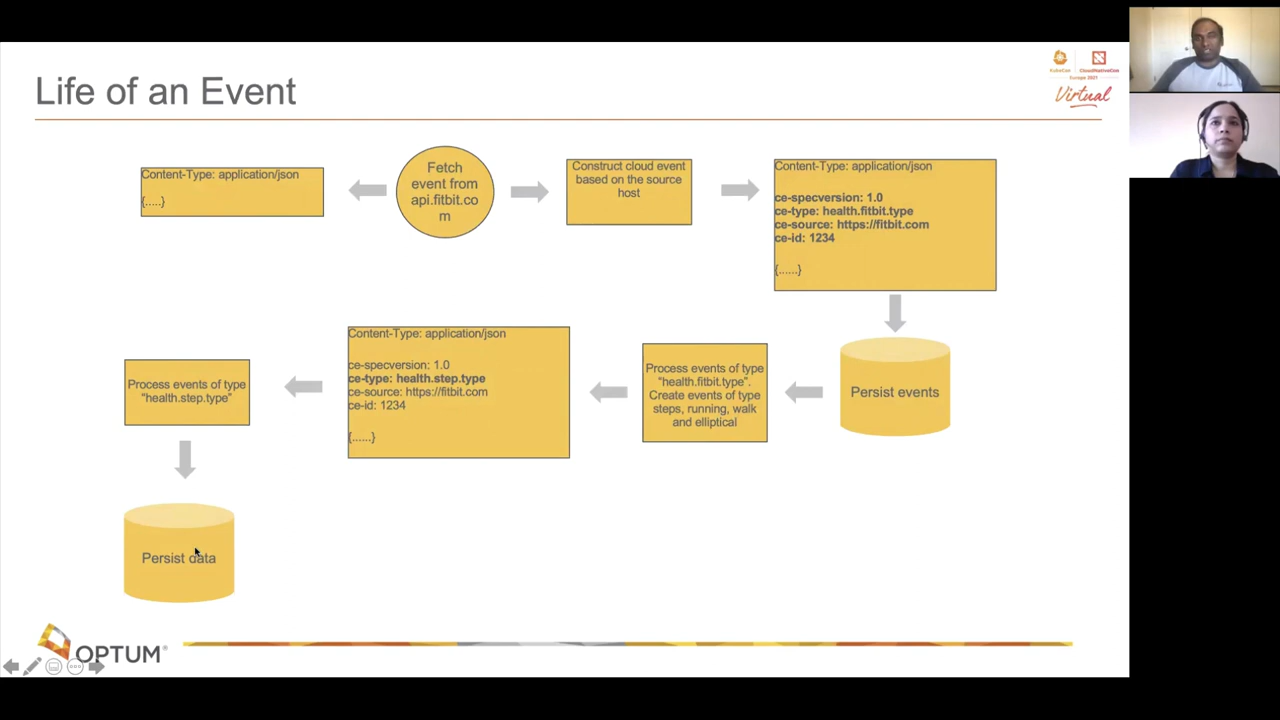 Life of an Event
KubeCon
CloudNativeCon
Europe 2021
Virtual
Content-Type: application/json
{.....}
Fetch
event from
api.fitbit.co
m
Construct cloud event
based on the source
host
Content-Type: application/json
ce-specversion: 1.0
ce-type: health.fitbit.type
ce-source: https://fitbit.com
ce-id: 1234
{......}
Persist events
Process events of type
“health.fitbit.type”.
Create events of type
steps, running, walk
and elliptical
Content-Type: application/json
ce-specversion: 1.0
ce-type: health.step.type
ce-source: https://fitbit.com
ce-id: 1234
{......}
Process events of type
“health.step.type”
Persist data
OPTUM®